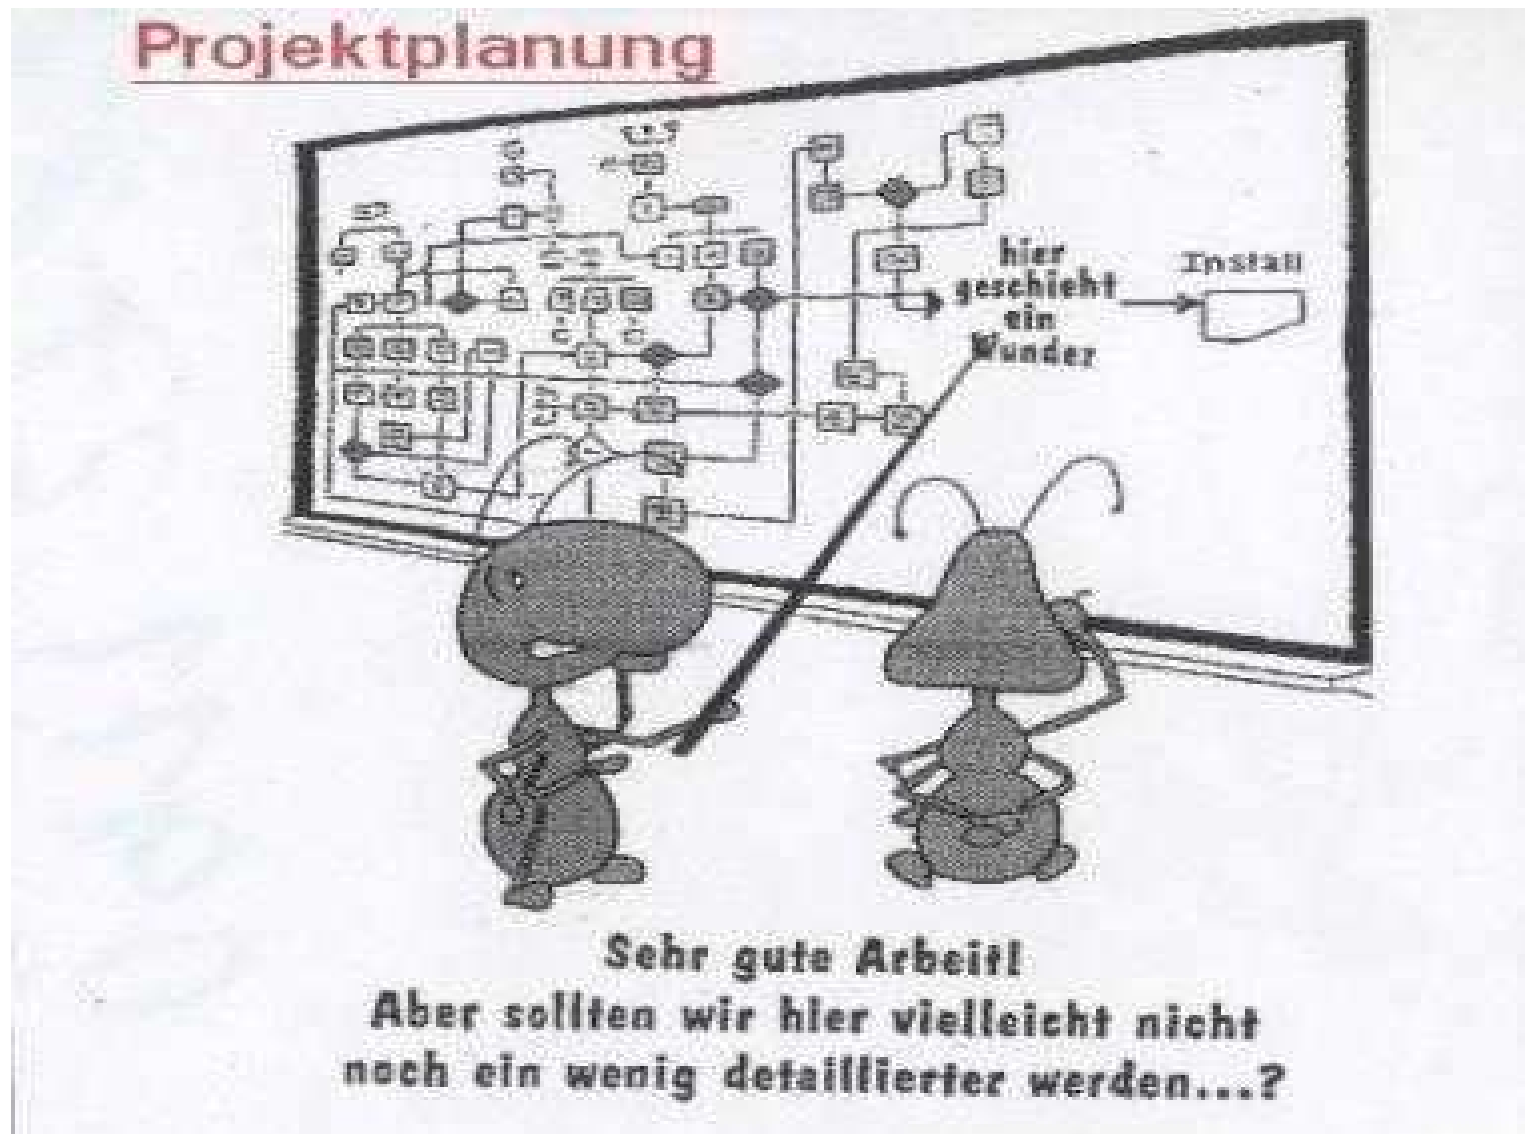 Projektplanung
hier
geschieht
ein
Wunder
Install
Sehr gute Arbeit!
Aber sollten wir hier vielleicht nicht
noch ein wenig detaillierter werden...?